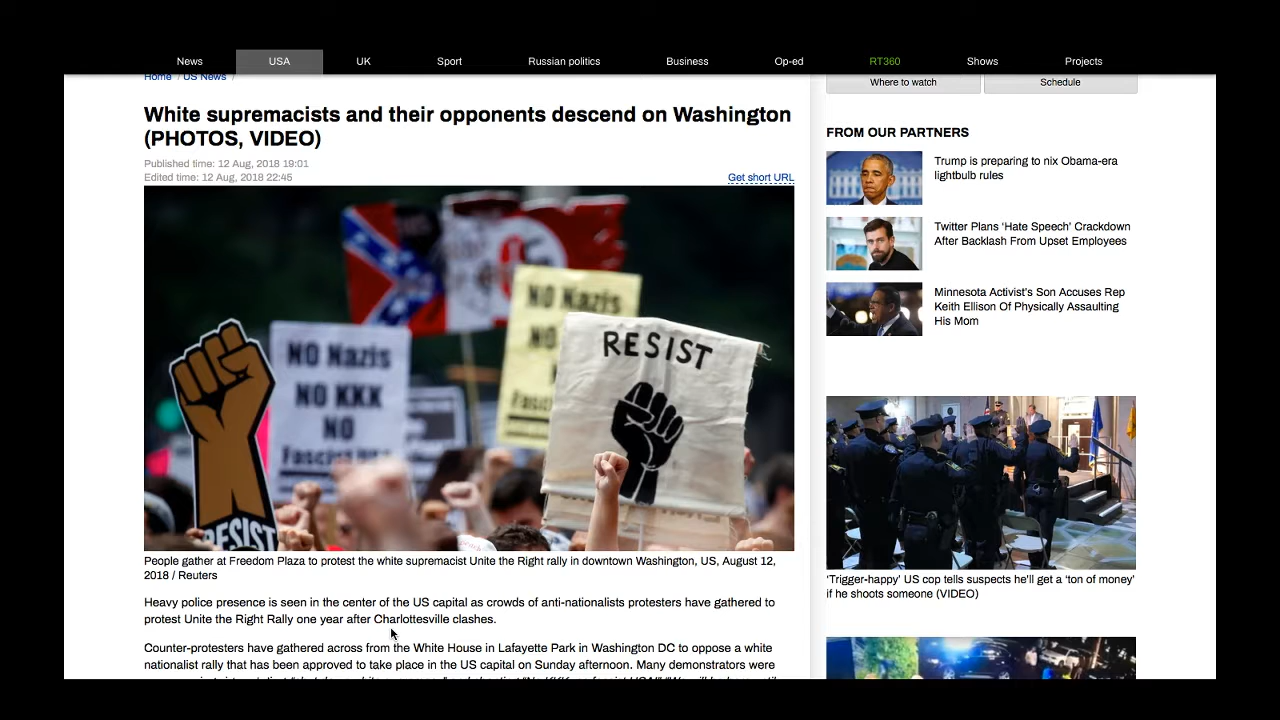 News USA UK Sport Russian politics Business Op-ed RT360 Shows Projects
Home / US News /
White supremacists and their opponents descend on Washington
(PHOTOS, VIDEO)
Published time: 12 Aug, 2018 19:01
Edited time: 12 Aug, 2018 22:45
Get short URL
NO Nazis
NO KKK
NO
RESIST
NO Nazis
NO
RESIST
People gather at Freedom Plaza to protest the white supremacist Unite the Right rally in downtown Washington, US, August 12,
2018 / Reuters
Heavy police presence is seen in the center of the US capital as crowds of anti-nationalists protesters have gathered to
protest Unite the Right Rally one year after Charlottesville clashes.
Counter-protesters have gathered across from the White House in Lafayette Park in Washington DC to oppose a white
nationalist rally that has been approved to take place in the US capital on Sunday afternoon. Many demonstrators were
Where to watch
Schedule
FROM OUR PARTNERS
Trump is preparing to nix Obama-era
lightbulb rules
Twitter Plans ‘Hate Speech’ Crackdown
After Backlash From Upset Employees
Minnesota Activist’s Son Accuses Rep
Keith Ellison Of Physically Assaulting
His Mom
‘Trigger-happy’ US cop tells suspects he’ll get a ‘ton of money’
if he shoots someone (VIDEO)